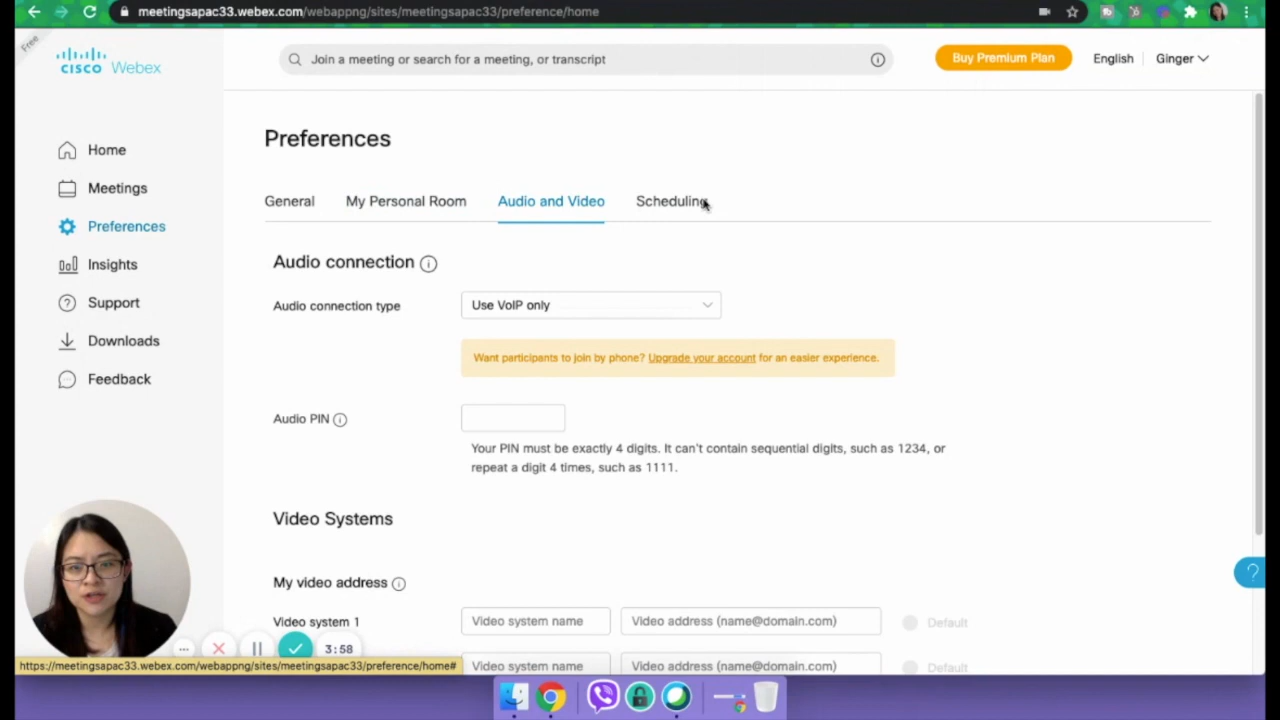 meetingsapac33.webex.com/webappng/sites/meetingsapac33/preference/home
Free
CISCO Webex
Join a meeting or search for a meeting, or transcript
Buy Premium Plan
English
Ginger
Home
Meetings
Preferences
Insights
Support
Downloads
Feedback
Preferences
General
My Personal Room
Audio and Video
Scheduling
Audio connection
Audio connection type
Use VoIP only
Want participants to join by phone? Upgrade your account for an easier experience.
Audio PIN
Your PIN must be exactly 4 digits. It can't contain sequential digits, such as 1234, or
repeat a digit 4 times, such as 1111.
Video Systems
My video address
Video system 1
Video system name
Video address (name@domain.com)
Default
Video system name
Video address (name@domain.com)
Default
3:58
https://meetingsapac33.webex.com/webappng/sites/meetingsapac33/preference/home#